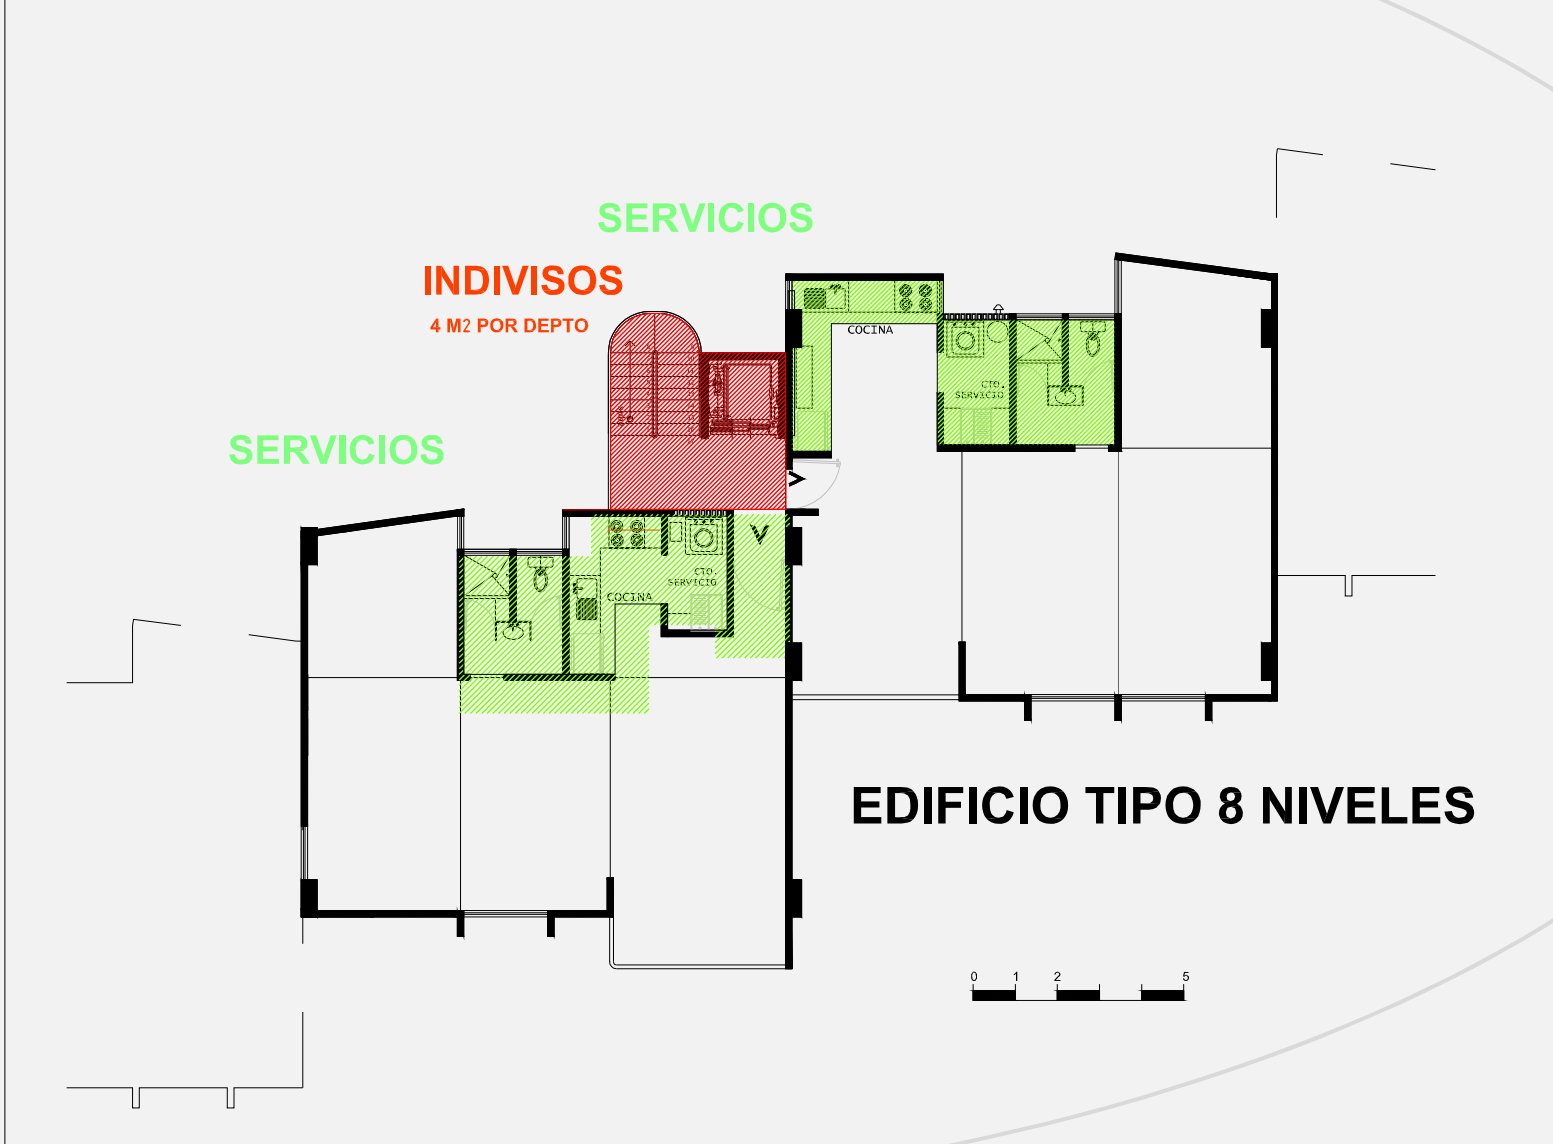 SERVICIOS
INDIVISOS
4 M2 POR DEPTO
COCINA
CTO.
SERVICIO
SERVICIOS
CTO.
SERVICIO
COCINA
EDIFICIO TIPO 8 NIVELES
0 1 2 5